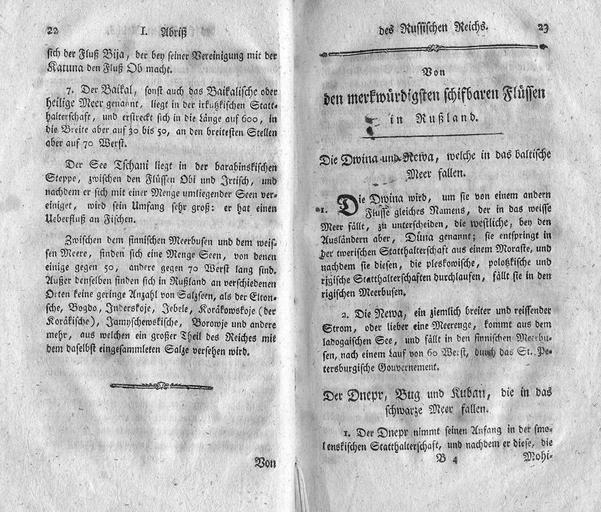 22 I. Abriß
sich der Fluß Bija, der bey seiner Vereinigung mit der
Katuna den Fluß Ob macht.
7. Der Baikal, sonst auch das Baikalische oder
heilige Meer genannt, liegt in der irkutzkischen Statt-
halterschaft, und erstreckt sich in die Länge auf 600, in
die Breite aber auf 30 bis 50, an den breitesten Stellen
aber auf 70 Werst.
Der See Tschani liegt in der barabinskischen
Steppe, zwischen den Flüssen Obi und Irtisch, und
nachdem er sich mit einer Menge umliegender Seen ver-
einiget, wird sein Umfang sehr groß: er hat einen
Ueberfluß an Fischen.
Zwischen dem finnischen Meerbusen und dem weis-
sen Meere, finden sich eine Menge Seen, von denen
einige gegen 50, andere gegen 70 Werst lang sind.
Außer denselben finden sich in Rußland an verschiedenen
Orten keine geringe Anzahl von Salzseen, als der Elton-
sche, Bogdo, Inderskoje, Jebele, Koräkowskoje (der
Koräkische), Jamyschewskische, Borowje und andere
mehr, aus welchen ein großer Theil des Reiches mit
dem daselbst eingesammleten Salze versehen wird.
Von
des Russischen Reichs. 23
Von
den merkwürdigsten schifbaren Flüssen
in Rußland.
Die Dwina und Newa, welche in das baltische
Meer fallen.
1. Die Dwina wird, um sie von einem andern
Flusse gleiches Namens, der in das weisse
Meer fällt, zu unterscheiden, die westliche, bey den
Ausländern aber, Düna genannt; sie entspringt in
der twerischen Statthalterschaft aus einem Moraste, und
nachdem sie diesen, die pleskowische, polotzkische und
rigische Statthalterschaften durchlaufen, fällt sie in den
rigischen Meerbusen.
2. Die Newa, ein ziemlich breiter und reissender
Strom, oder lieber eine Meerenge, kommt aus dem
ladogaischen See, und fällt in den finnischen Meerbu-
sen, nach einem Lauf von 60 Werst, durch das St. Pe-
tersburgische Gouvernement.
Der Dnepr, Bug und Kuban, die in das
schwarze Meer fallen.
1. Der Dnepr nimmt seinen Anfang in der smo-
lenskischen Statthalterschaft, und nachdem er diese, die
B 4 Mohi-